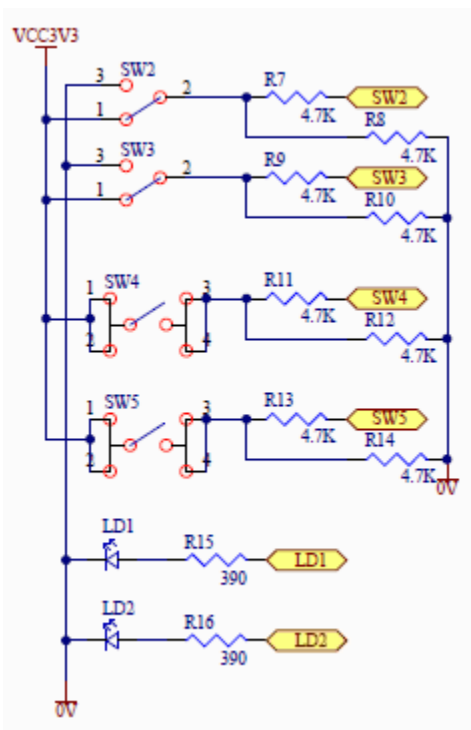 VCC3V3
3 SW2 2 R7 SW2
1 4.7K R8
3 SW3 2 4.7K
1 R9 SW3
4.7K R10
4.7K
1 SW4 3 R11 SW4
2 4 4.7K R12
4.7K
1 SW5 3 R13 SW5
2 4 4.7K R14
4.7K
0V
LD1 R15 LD1
390
LD2 R16 LD2
390
0V